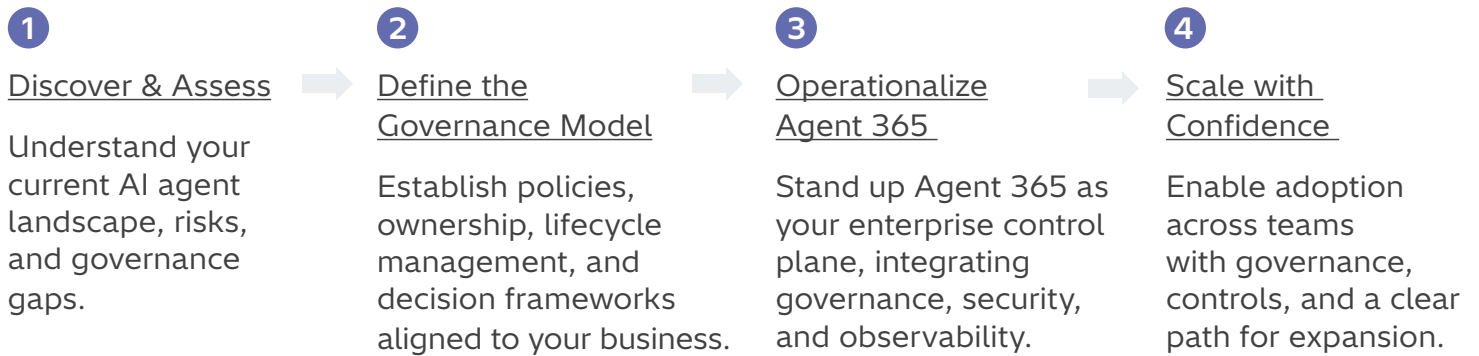 1
Discover & Assess
Understand your
current AI agent
landscape, risks,
and governance
gaps.
2
Define the
Governance Model
Establish policies,
ownership, lifecycle
management, and
decision frameworks
aligned to your business.
3
Operationalize
Agent 365
Stand up Agent 365 as
your enterprise control
plane, integrating
governance, security,
and observability.
4
Scale with
Confidence
Enable adoption
across teams
with governance,
controls, and a clear
path for expansion.